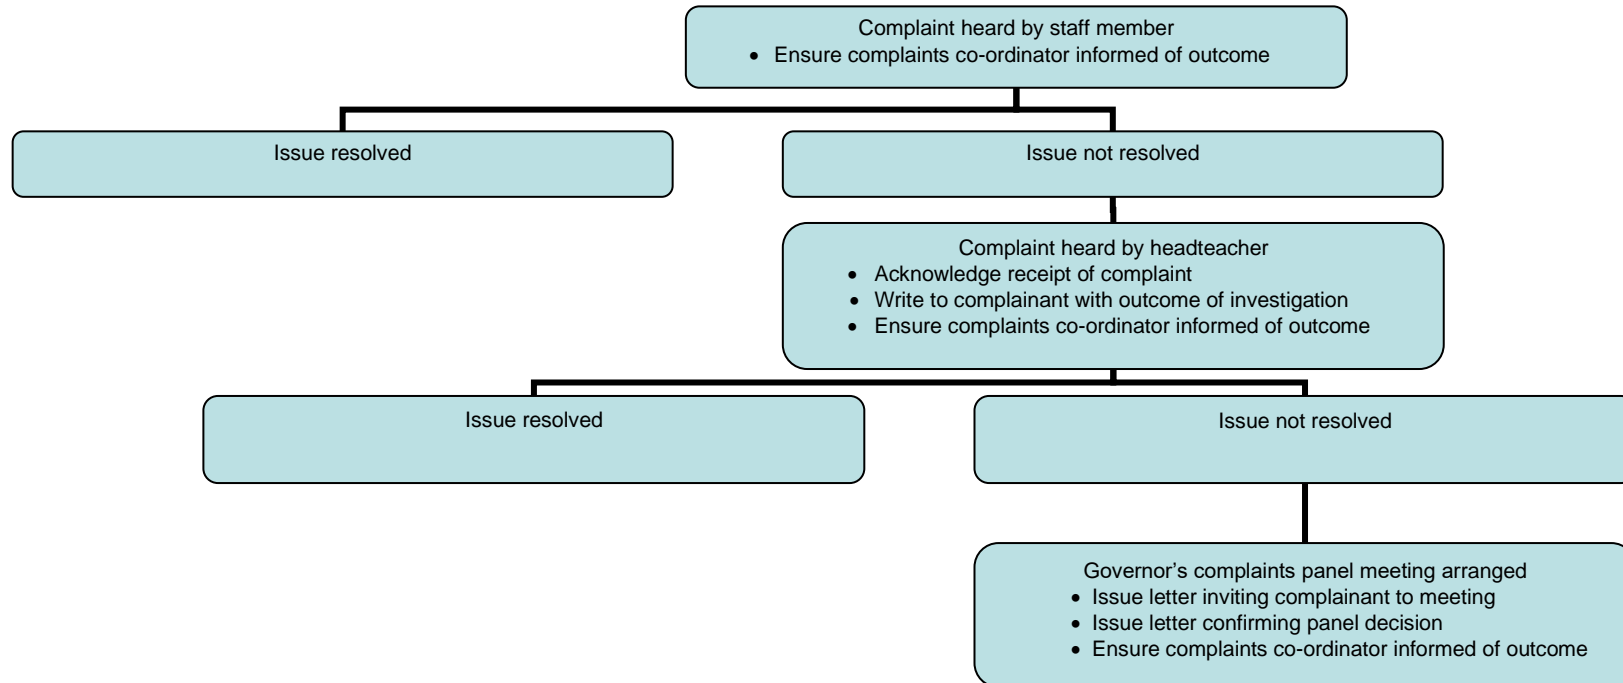 Complaint heard by staff member
• Ensure complaints co-ordinator informed of outcome
Issue resolved
Issue not resolved
Complaint heard by headteacher
• Acknowledge receipt of complaint
• Write to complainant with outcome of investigation
• Ensure complaints co-ordinator informed of outcome
Issue resolved
Issue not resolved
Governor’s complaints panel meeting arranged
• Issue letter inviting complainant to meeting
• Issue letter confirming panel decision
• Ensure complaints co-ordinator informed of outcome